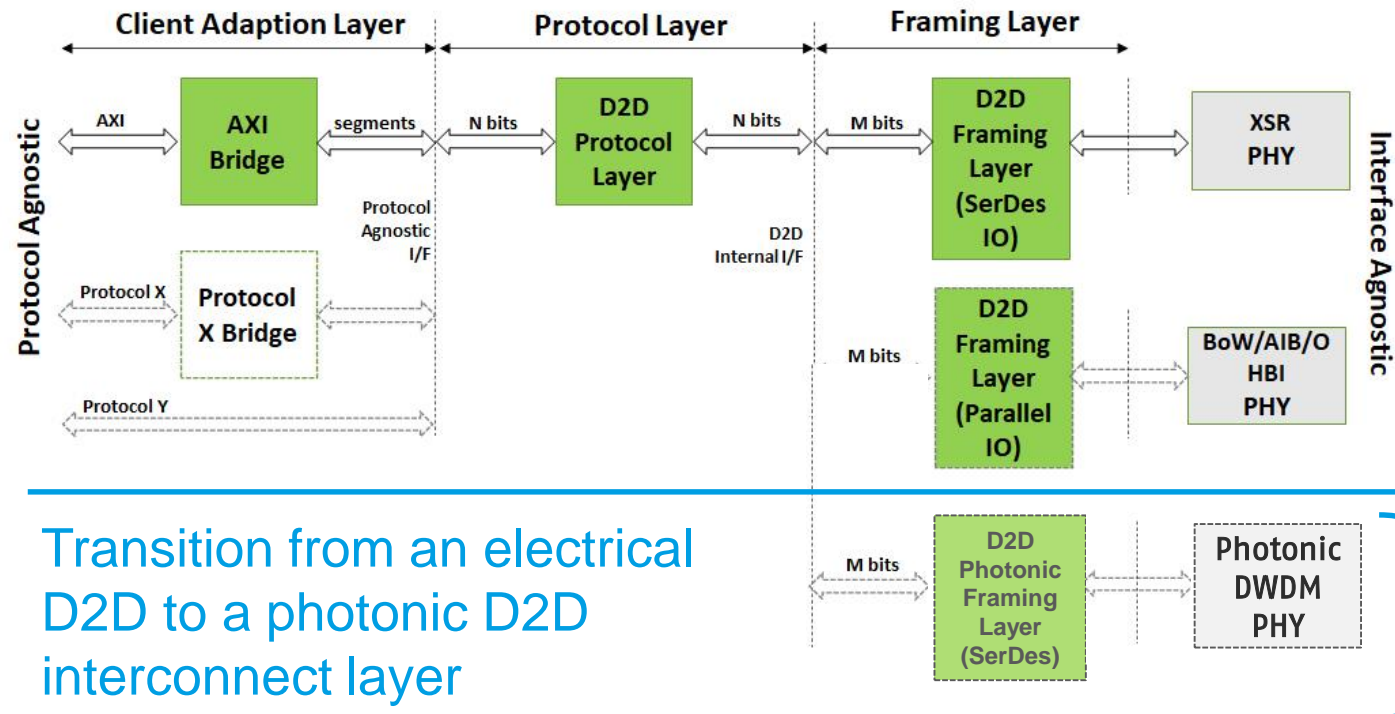 Client Adaption Layer
Protocol Layer
Framing Layer
Protocol Agnostic
AXI
AXI
Bridge
segments
N bits
D2D
Protocol
Layer
N bits
M bits
D2D
Framing
Layer
(SerDes
IO)
XSR
PHY
Interface Agnostic
Protocol
Agnostic
I/F
D2D
Internal I/F
Protocol X
Protocol
X Bridge
M bits
D2D
Framing
Layer
(Parallel
IO)
BoW/AIB/O
HBI
PHY
Protocol Y
Transition from an electrical
D2D to a photonic D2D
interconnect layer
M bits
D2D
Photonic
Framing
Layer
(SerDes)
Photonic
DWDM
PHY